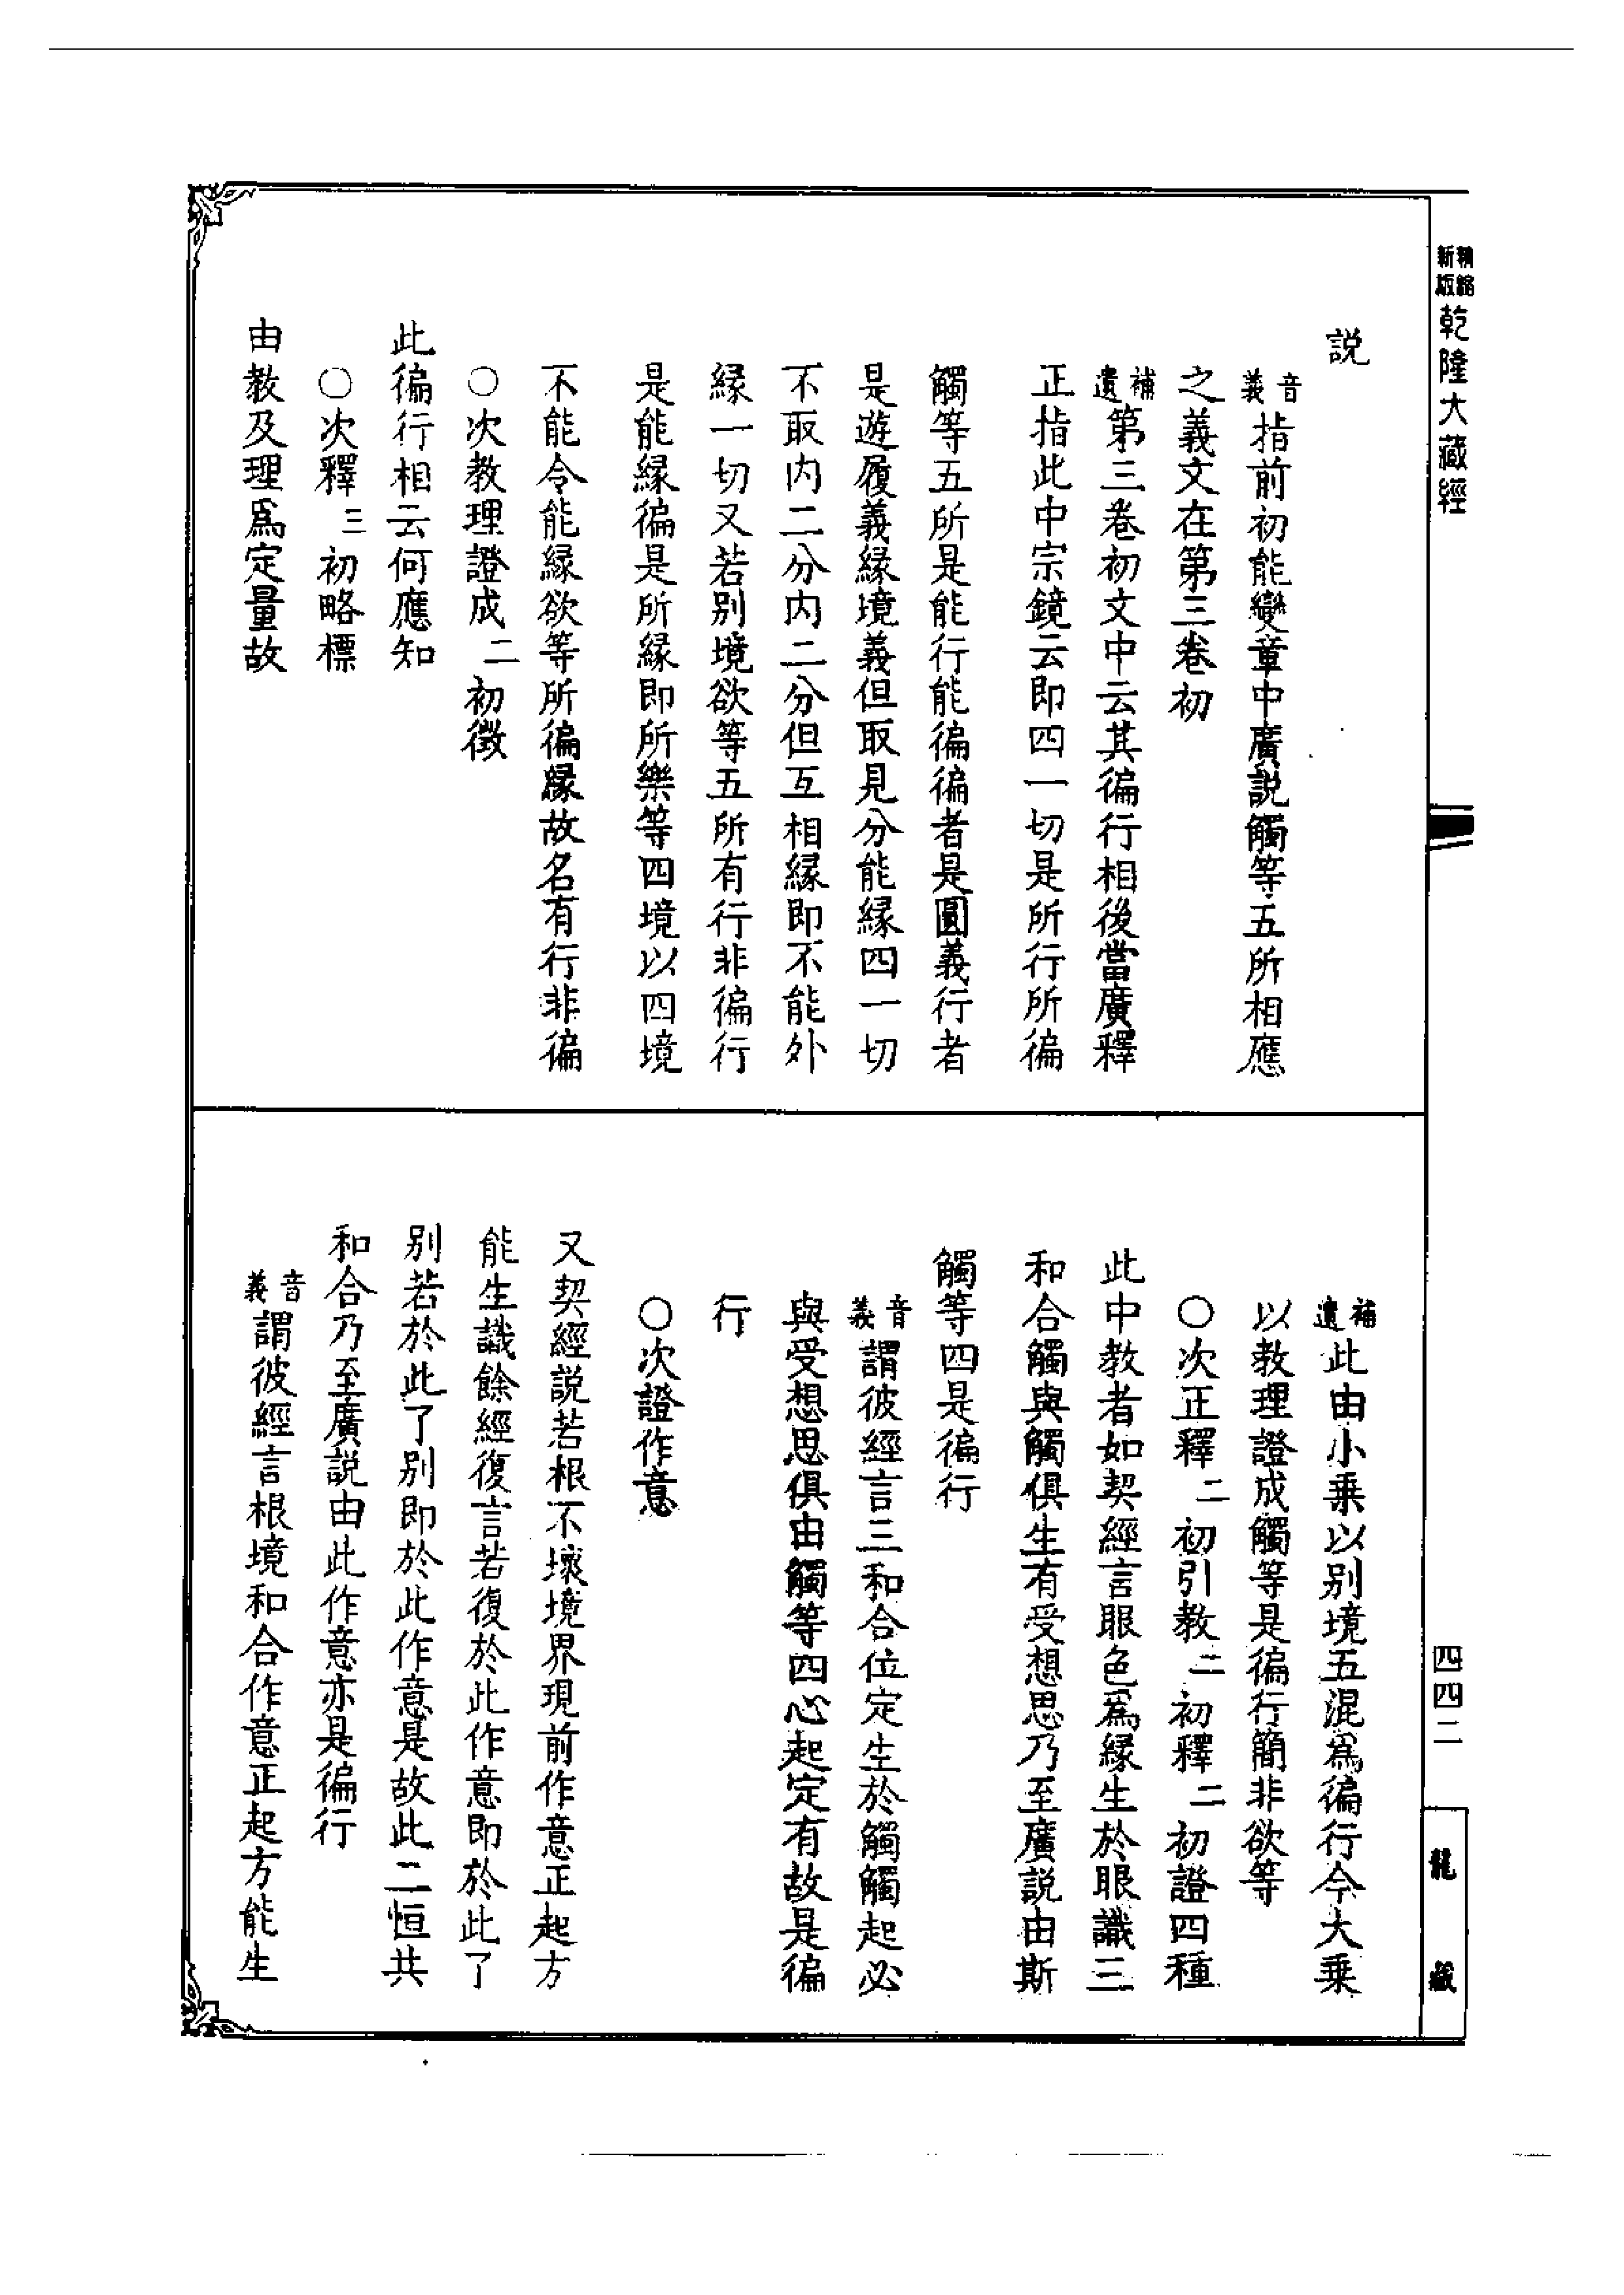 精縮新版乾隆大藏經
說
音義指前初能變章中廣說觸等五所相應
之義文在第三卷初
補遺第三卷初文中云其徧行相後當廣釋
正指此中宗鏡云即四一切是所行所徧
觸等五所是能行能徧徧者是圓義行者
是遊履義緣境義但取見分能緣四一切
不取內二分內二分但互相緣即不能外
緣一切又若別境欲等五所有行非徧行
是能緣徧是所緣即所樂等四境以四境
不能令能緣欲等所徧緣故名有行非徧
○次教理證成二初徵
此徧行相云何應知
○次釋三初略標
由教及理爲定量故
補遺此由小乘以別境五混爲徧行今大乘
以教理證成觸等是徧行簡非欲等
○次正釋二初引教二初釋二初證四種
此中教者如契經言眼色爲緣生於眼識三
和合觸與觸俱生有受想思乃至廣說由斯
觸等四是徧行
音義謂彼經言三和合位定生於觸觸起必
與受想思俱由觸等四心起定有故是徧
行
○次證作意
又契經說若根不壞境界現前作意正起方
能生識餘經復言若復於此作意即於此了
別若於此了別即於此作意是故此二恒共
和合乃至廣說由此作意亦是徧行
音義謂彼經言根境和合作意正起方能生
四四二
龍藏